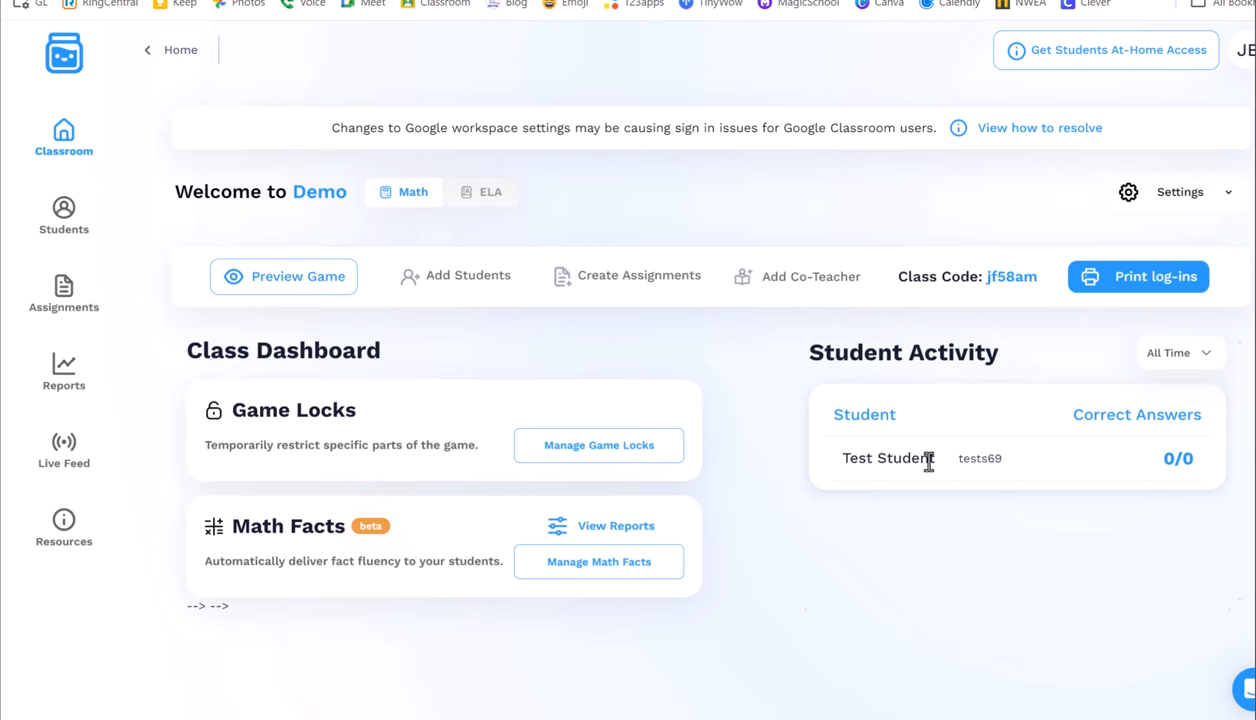 GL RingCentral Keep Photos Voice Meet Classroom Blog Emoji 123apps TinyWow MagicSchool Canva Calendly NWEA Clever All Book
Home
Get Students At-Home Access
JE
Changes to Google workspace settings may be causing sign in issues for Google Classroom users. View how to resolve
Classroom
Welcome to Demo Math ELA
Settings
Students
Preview Game Add Students Create Assignments Add Co-Teacher Class Code: jf58am Print log-ins
Assignments
Class Dashboard
Student Activity All Time
Reports
Game Locks
Temporarily restrict specific parts of the game. Manage Game Locks
Student Correct Answers
Test Student tests69 0/0
Live Feed
Math Facts beta View Reports
Automatically deliver fact fluency to your students. Manage Math Facts
Resources
--> -->